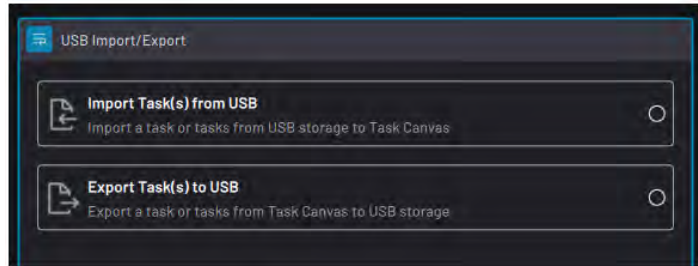 USB Import/Export
Import Task(s) from USB
Import a task or tasks from USB storage to Task Canvas
Export Task(s) to USB
Export a task or tasks from Task Canvas to USB storage